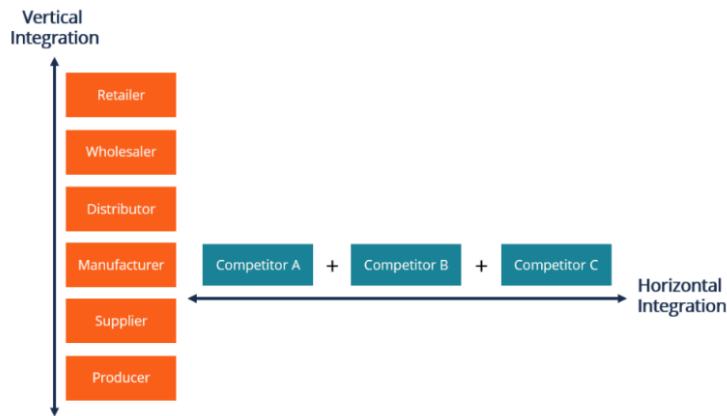 Vertical
Integration
Retailer
Wholesaler
Distributor
Manufacturer
Competitor A + Competitor B + Competitor C
Horizontal
Integration
Supplier
Producer